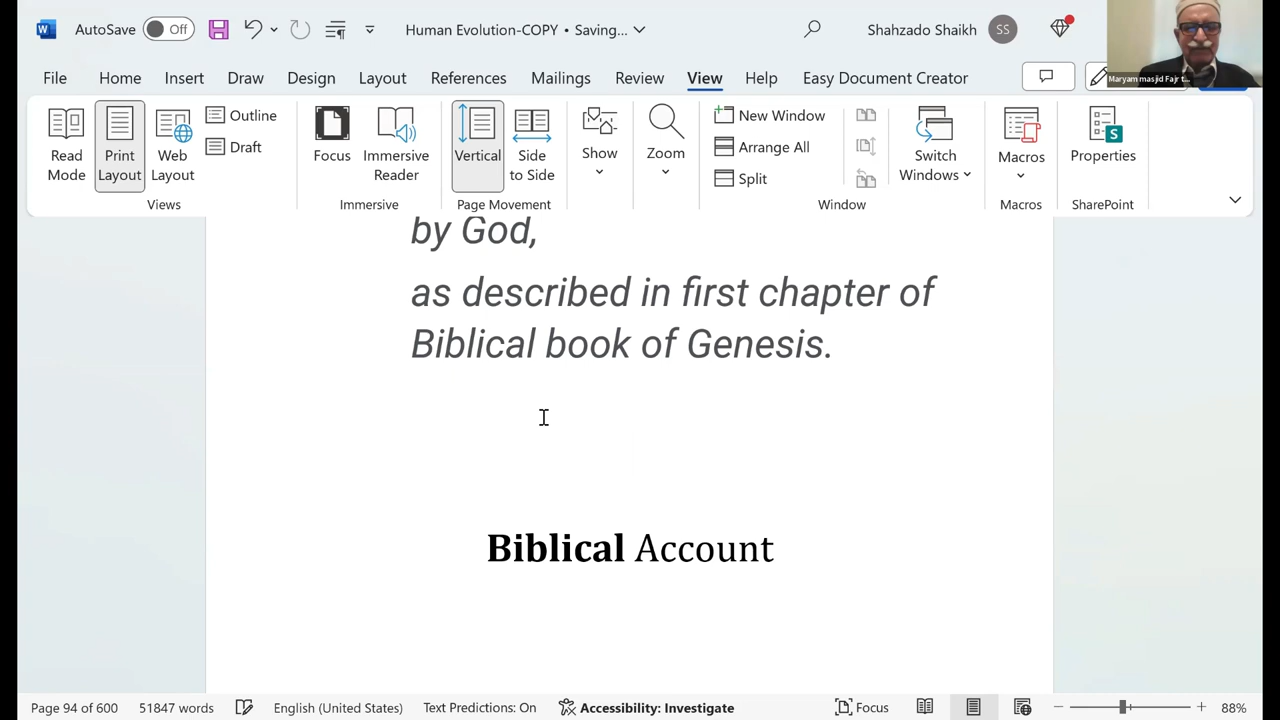 AutoSave Off Human Evolution-COPY • Saving... Shahzado Shaikh SS
Maryam masjid Fajr t...
File Home Insert Draw Design Layout References Mailings Review View Help Easy Document Creator
Read Mode
Print Layout
Web Layout
Outline
Draft
Views
Focus
Immersive Reader
Immersive
Vertical
Side to Side
Page Movement
Show
Zoom
New Window
Arrange All
Split
Switch Windows
Window
Macros
Macros
Properties
SharePoint
by God,
as described in first chapter of
Biblical book of Genesis.
Biblical Account
Page 94 of 600 51847 words English (United States) Text Predictions: On Accessibility: Investigate Focus 88%